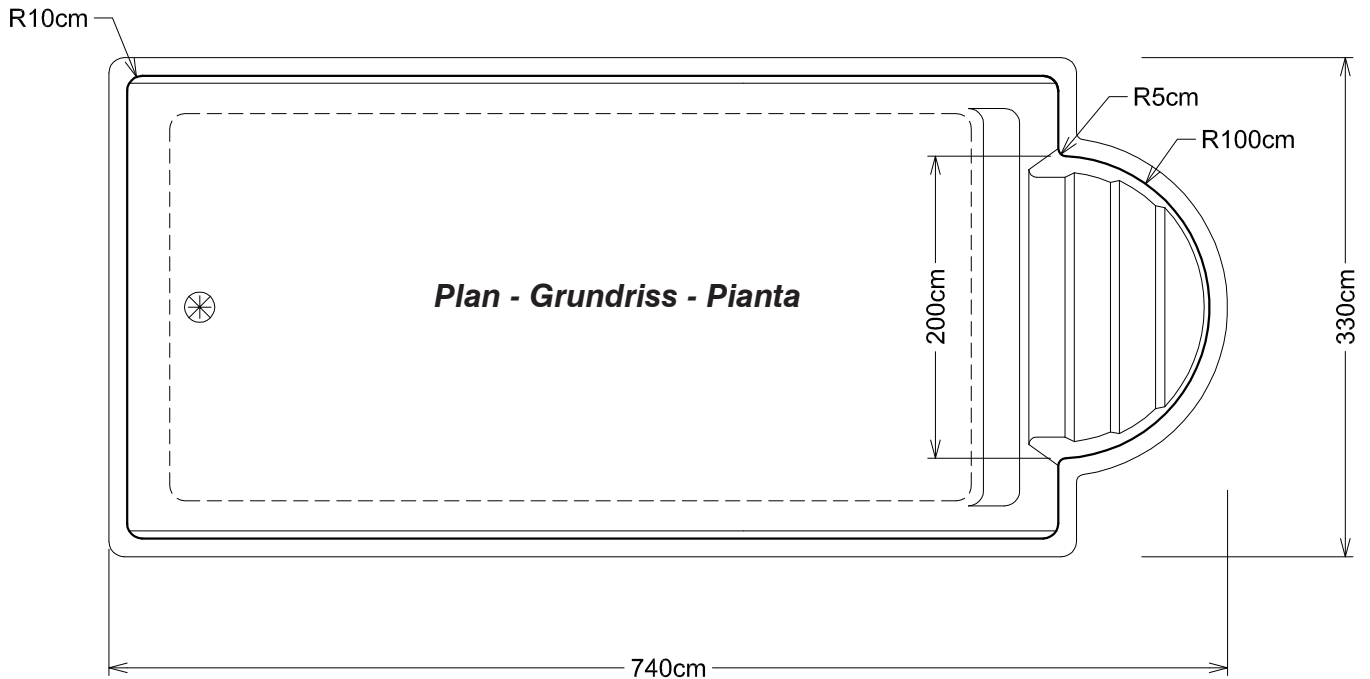 R10cm
R5cm
R100cm
Plan - Grundriss - Pianta
200cm
330cm
740cm